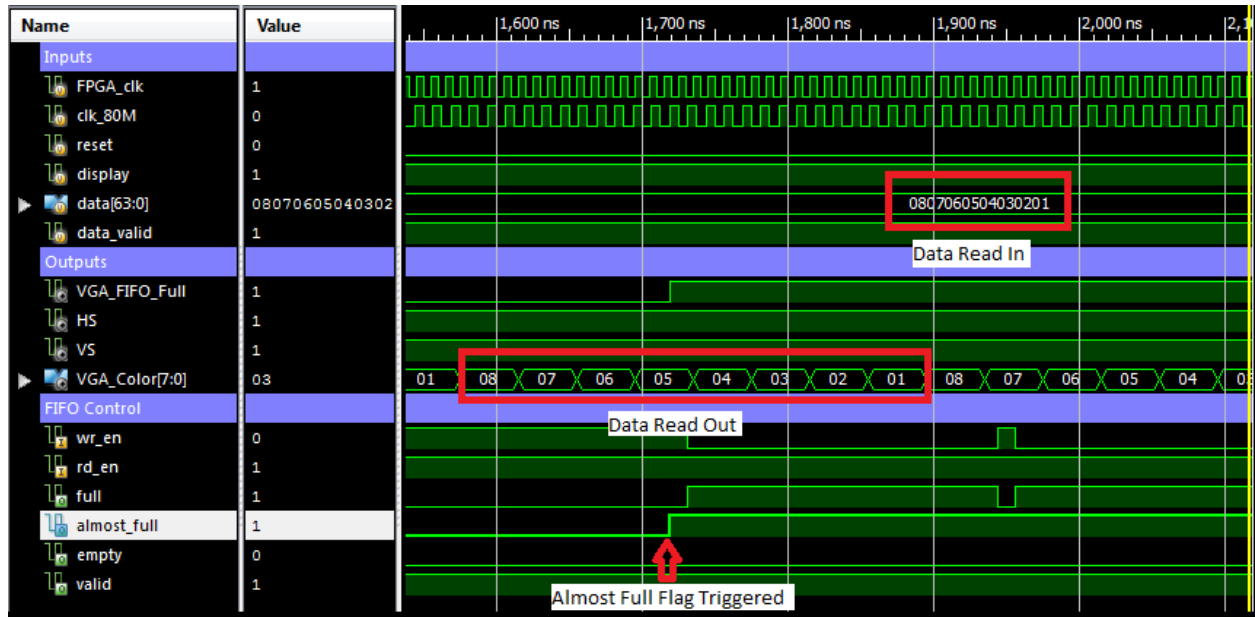 Name Value 1,600 ns 1,700 ns 1,800 ns 1,900 ns 2,000 ns 2,1
Inputs
FPGA_clk 1
clk_80M 0
reset 0
display 1
data[63:0] 08070605040302 0807060504030201
data_valid 1
Data Read In
Outputs
VGA_FIFO_Full 1
HS 1
VS 1
VGA_Color[7:0] 03 01 08 07 06 05 04 03 02 01 08 07 06 05 04 03
FIFO Control
Data Read Out
wr_en 0
rd_en 1
full 1
almost_full 1
empty 0
valid 1
Almost Full Flag Triggered